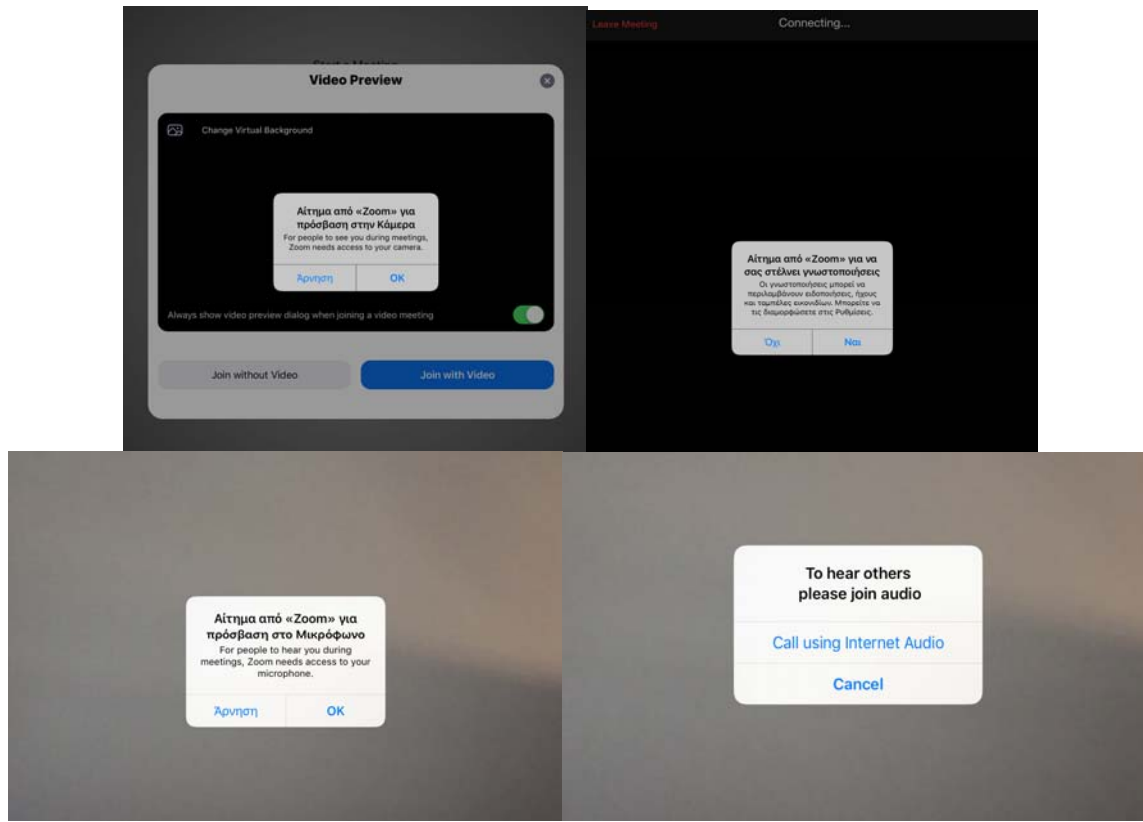 Video Preview
Change Virtual Background
Αίτημα από «Zoom» για
πρόσβαση στην Κάμερα
For people to see you during meetings,
Zoom needs access to your camera.
Άρνηση OK
Always show video preview dialog when joining a video meeting
Join without Video Join with Video
Leave Meeting Connecting...
Αίτημα από «Zoom» για να
σας στέλνει γνωστοποιήσεις
Οι γνωστοποιήσεις μπορεί να
περιλαμβάνουν ειδοποιήσεις, ήχους
και ταμπέλες εικονιδίων. Μπορείτε να
τις διαμορφώσετε στις Ρυθμίσεις.
Όχι Ναι
Αίτημα από «Zoom» για
πρόσβαση στο Μικρόφωνο
For people to hear you during
meetings, Zoom needs access to your
microphone.
Άρνηση OK
To hear others
please join audio
Call using Internet Audio
Cancel